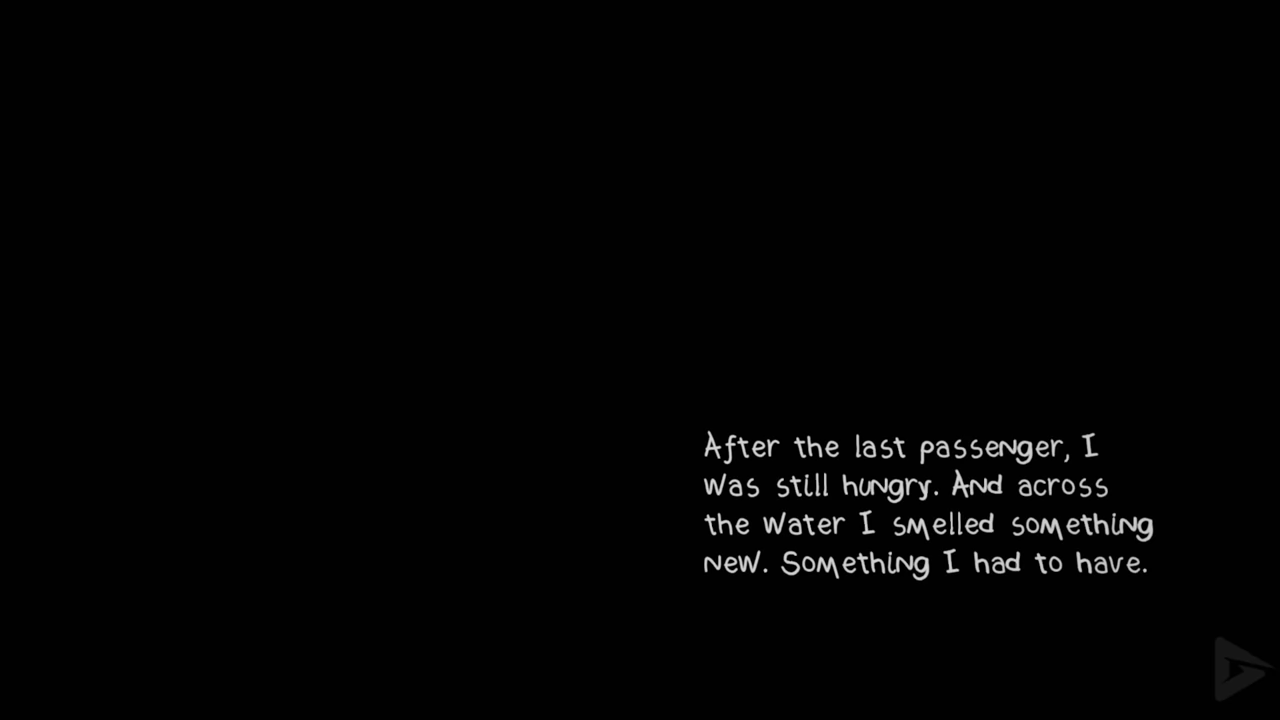 After the last passenger, I
was still hungry. And across
the water I smelled something
new. Something I had to have.